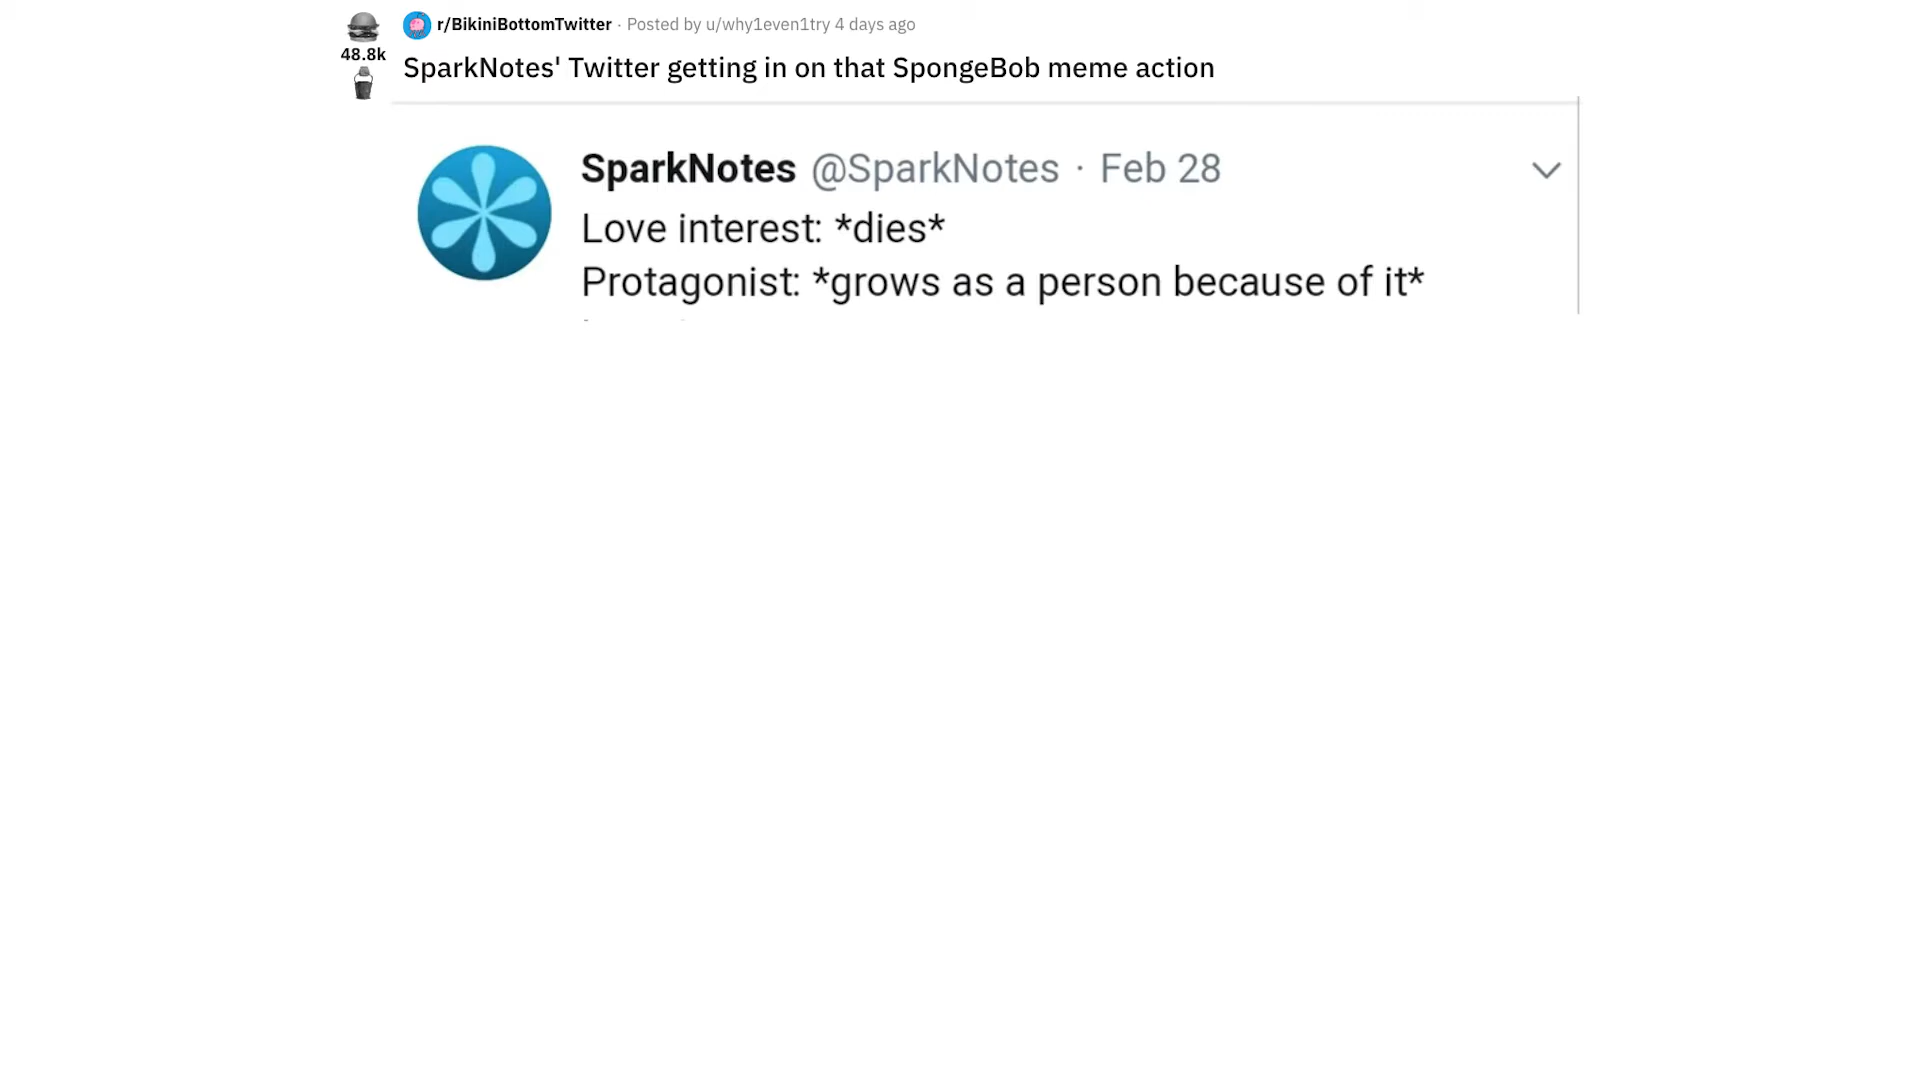 r/BikiniBottomTwitter · Posted by u/why1even1try 4 days ago
48.8k
SparkNotes' Twitter getting in on that SpongeBob meme action
SparkNotes @SparkNotes · Feb 28
Love interest: *dies*
Protagonist: *grows as a person because of it*